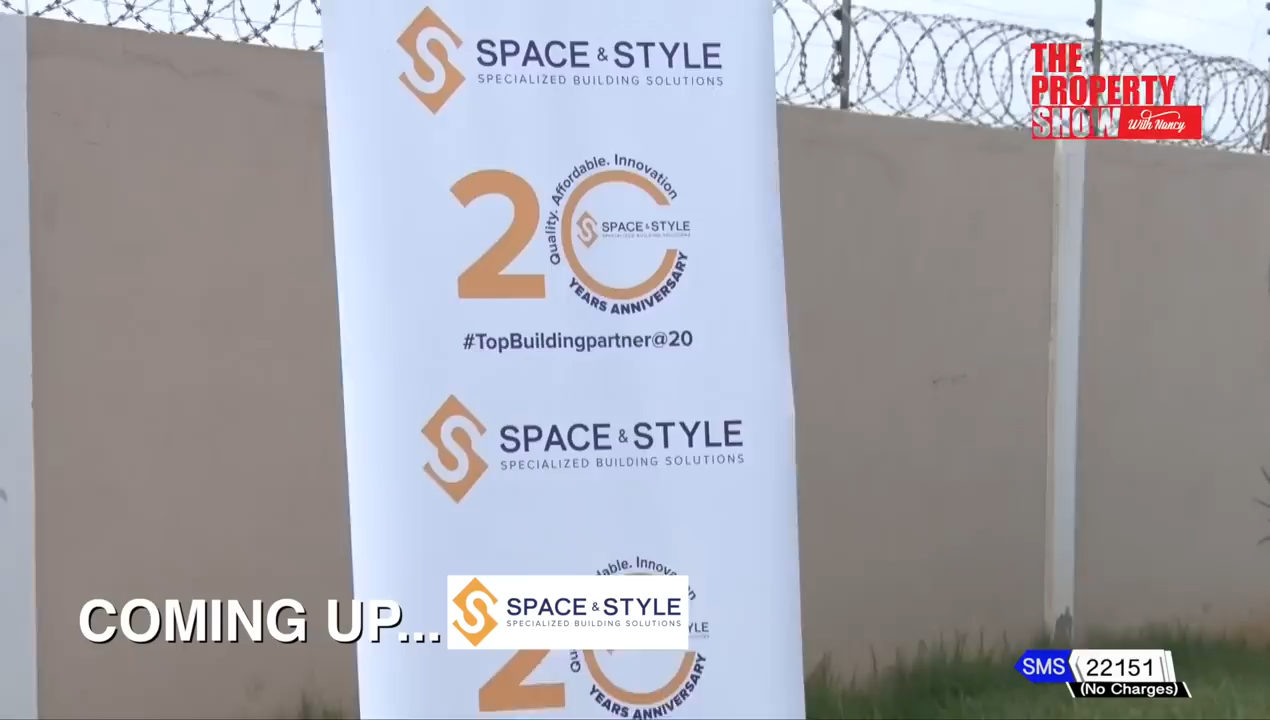 SPACE & STYLE
SPECIALIZED BUILDING SOLUTIONS
THE
PROPERTY
SHOW
With Nancy
20
Quality. Affordable. Innovation
SPACE & STYLE
SPECIALIZED BUILDING SOLUTIONS
YEARS ANNIVERSARY
#TopBuildingpartner@20
SPACE & STYLE
SPECIALIZED BUILDING SOLUTIONS
COMING UP...
SPACE & STYLE
SPECIALIZED BUILDING SOLUTIONS
YEARS ANNIVERSARY
SMS 22151
(No Charges)